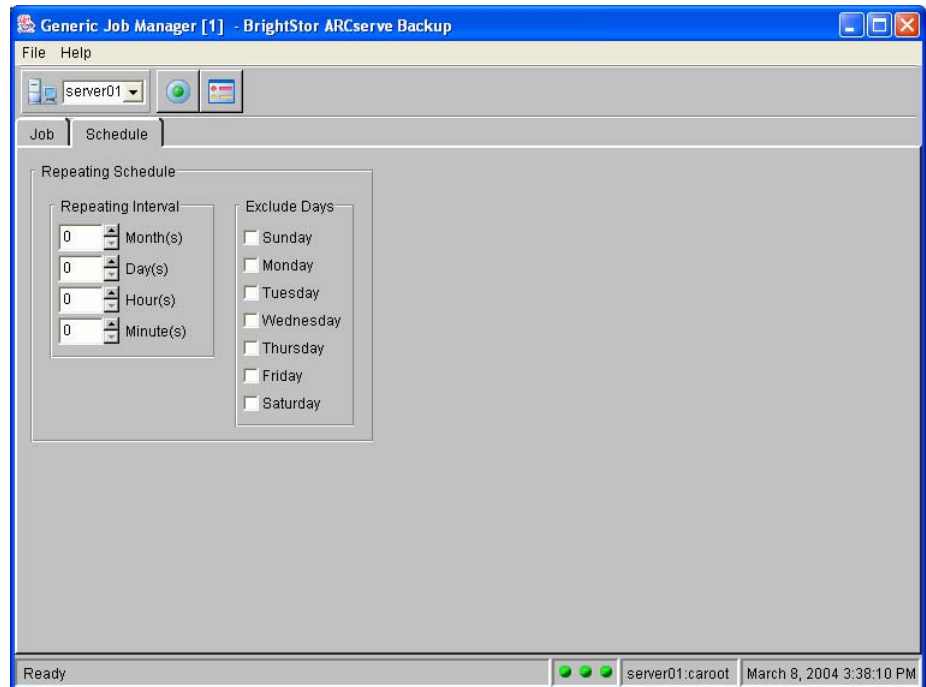 Generic Job Manager [1] - BrightStor ARCserve Backup
File Help
server01
Job Schedule
Repeating Schedule
Repeating Interval
0 Month(s)
0 Day(s)
0 Hour(s)
0 Minute(s)
Exclude Days
Sunday
Monday
Tuesday
Wednesday
Thursday
Friday
Saturday
Ready server01:caroot March 8, 2004 3:38:10 PM